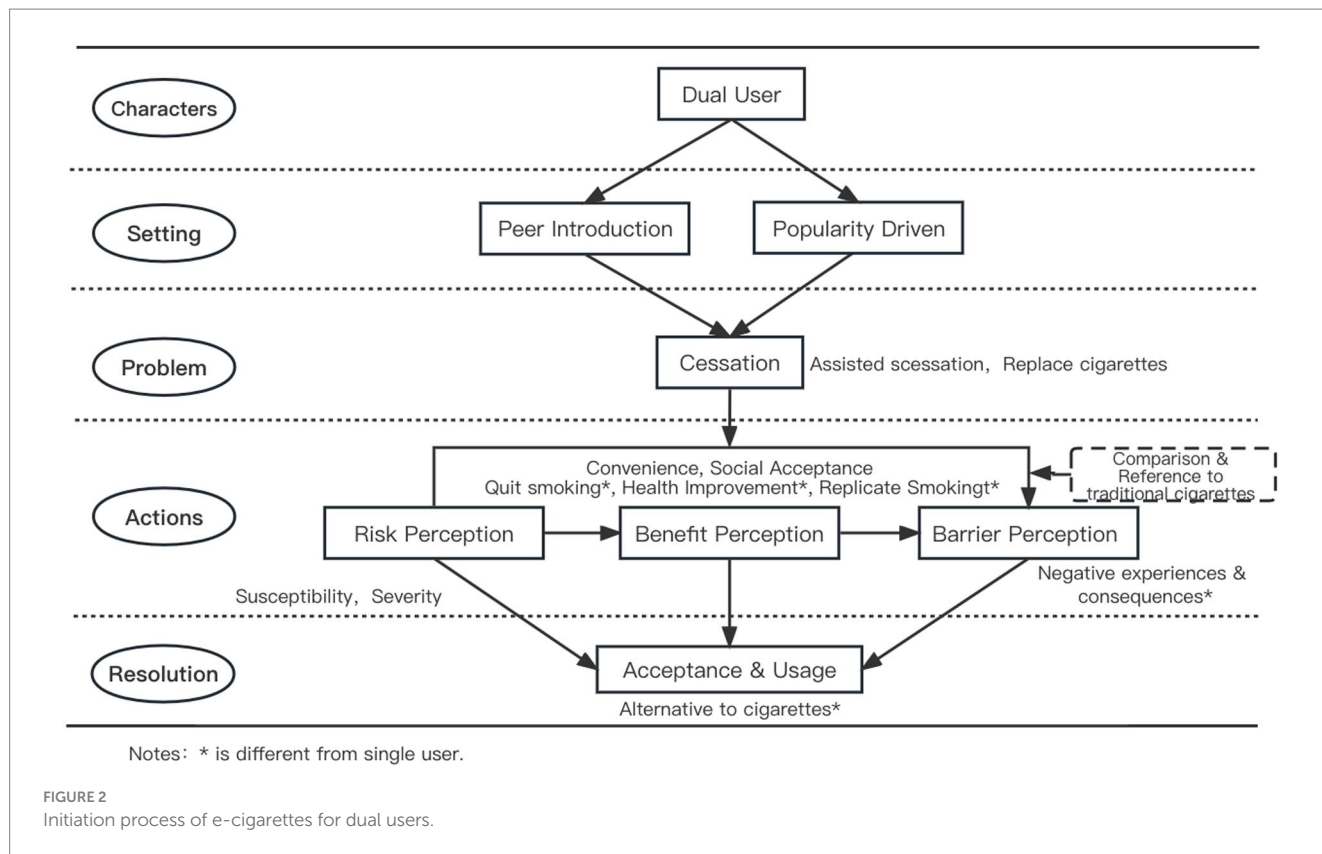 Characters
Dual User
Setting
Peer Introduction
Popularity Driven
Problem
Cessation
Assisted scessation, Replace cigarettes
Actions
Convenience, Social Acceptance
Quit smoking*, Health Improvement*, Replicate Smokingt*
Comparison &
Reference to
traditional cigarettes
Risk Perception
Benefit Perception
Barrier Perception
Susceptibility, Severity
Negative experiences &
consequences*
Resolution
Acceptance & Usage
Alternative to cigarettes*
Notes: * is different from single user.
FIGURE 2
Initiation process of e-cigarettes for dual users.